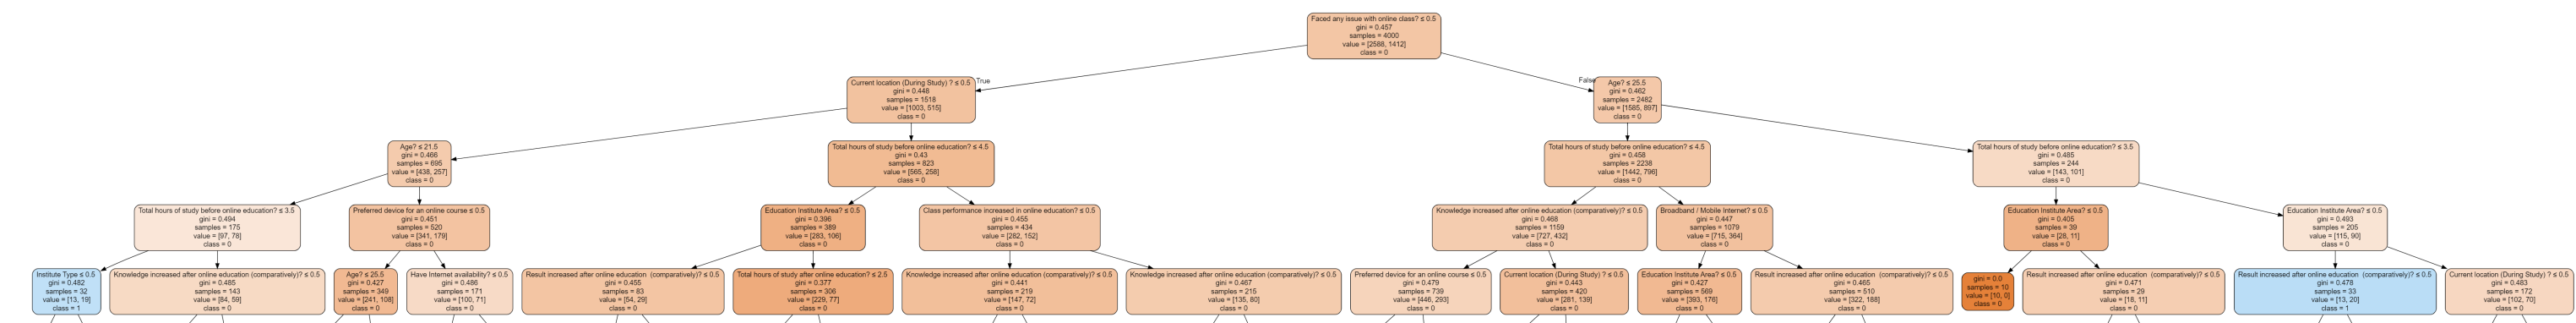 Faced any issue with online class? ≤ 0.5
gini = 0.457
samples = 4000
value = [2588, 1412]
class = 0
True
False
Current location (During Study) ? ≤ 0.5
gini = 0.448
samples = 1518
value = [1003, 515]
class = 0
Age? ≤ 25.5
gini = 0.462
samples = 2482
value = [1585, 897]
class = 0
Age? ≤ 21.5
gini = 0.466
samples = 695
value = [438, 257]
class = 0
Total hours of study before online education? ≤ 4.5
gini = 0.43
samples = 823
value = [565, 258]
class = 0
Total hours of study before online education? ≤ 4.5
gini = 0.458
samples = 2238
value = [1442, 796]
class = 0
Total hours of study before online education? ≤ 3.5
gini = 0.485
samples = 244
value = [143, 101]
class = 0
Total hours of study before online education? ≤ 3.5
gini = 0.494
samples = 175
value = [97, 78]
class = 0
Preferred device for an online course ≤ 0.5
gini = 0.451
samples = 520
value = [341, 179]
class = 0
Education Institute Area? ≤ 0.5
gini = 0.396
samples = 389
value = [283, 106]
class = 0
Class performance increased in online education? ≤ 0.5
gini = 0.455
samples = 434
value = [282, 152]
class = 0
Knowledge increased after online education (comparatively)? ≤ 0.5
gini = 0.468
samples = 1159
value = [727, 432]
class = 0
Broadband / Mobile Internet? ≤ 0.5
gini = 0.447
samples = 1079
value = [715, 364]
class = 0
Education Institute Area? ≤ 0.5
gini = 0.405
samples = 39
value = [28, 11]
class = 0
Education Institute Area? ≤ 0.5
gini = 0.493
samples = 205
value = [115, 90]
class = 0
Institute Type ≤ 0.5
gini = 0.482
samples = 32
value = [13, 19]
class = 1
Knowledge increased after online education (comparatively)? ≤ 0.5
gini = 0.485
samples = 143
value = [84, 59]
class = 0
Age? ≤ 25.5
gini = 0.427
samples = 349
value = [241, 108]
class = 0
Have Internet availability? ≤ 0.5
gini = 0.486
samples = 171
value = [100, 71]
class = 0
Result increased after online education  (comparatively)? ≤ 0.5
gini = 0.455
samples = 83
value = [54, 29]
class = 0
Total hours of study after online education? ≤ 2.5
gini = 0.377
samples = 306
value = [229, 77]
class = 0
Knowledge increased after online education (comparatively)? ≤ 0.5
gini = 0.441
samples = 219
value = [147, 72]
class = 0
Knowledge increased after online education (comparatively)? ≤ 0.5
gini = 0.467
samples = 215
value = [135, 80]
class = 0
Preferred device for an online course ≤ 0.5
gini = 0.479
samples = 739
value = [446, 293]
class = 0
Current location (During Study) ? ≤ 0.5
gini = 0.443
samples = 420
value = [281, 139]
class = 0
Education Institute Area? ≤ 0.5
gini = 0.427
samples = 569
value = [393, 176]
class = 0
Result increased after online education  (comparatively)? ≤ 0.5
gini = 0.465
samples = 510
value = [322, 188]
class = 0
gini = 0.0
samples = 10
value = [10, 0]
class = 0
Result increased after online education  (comparatively)? ≤ 0.5
gini = 0.471
samples = 29
value = [18, 11]
class = 0
Result increased after online education  (comparatively)? ≤ 0.5
gini = 0.478
samples = 33
value = [13, 20]
class = 1
Current location (During Study) ? ≤ 0.5
gini = 0.483
samples = 172
value = [102, 70]
class = 0